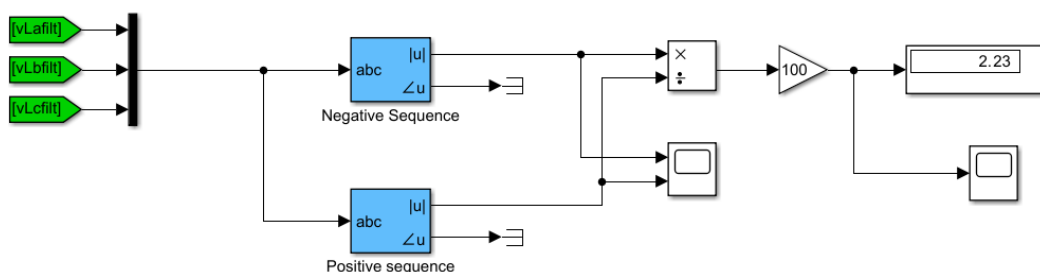 [vLafilt]
[vLbfilt]
[vLcfilt]
abc
|u|
∠u
Negative Sequence
×
÷
100
2.23
abc
|u|
∠u
Positive sequence